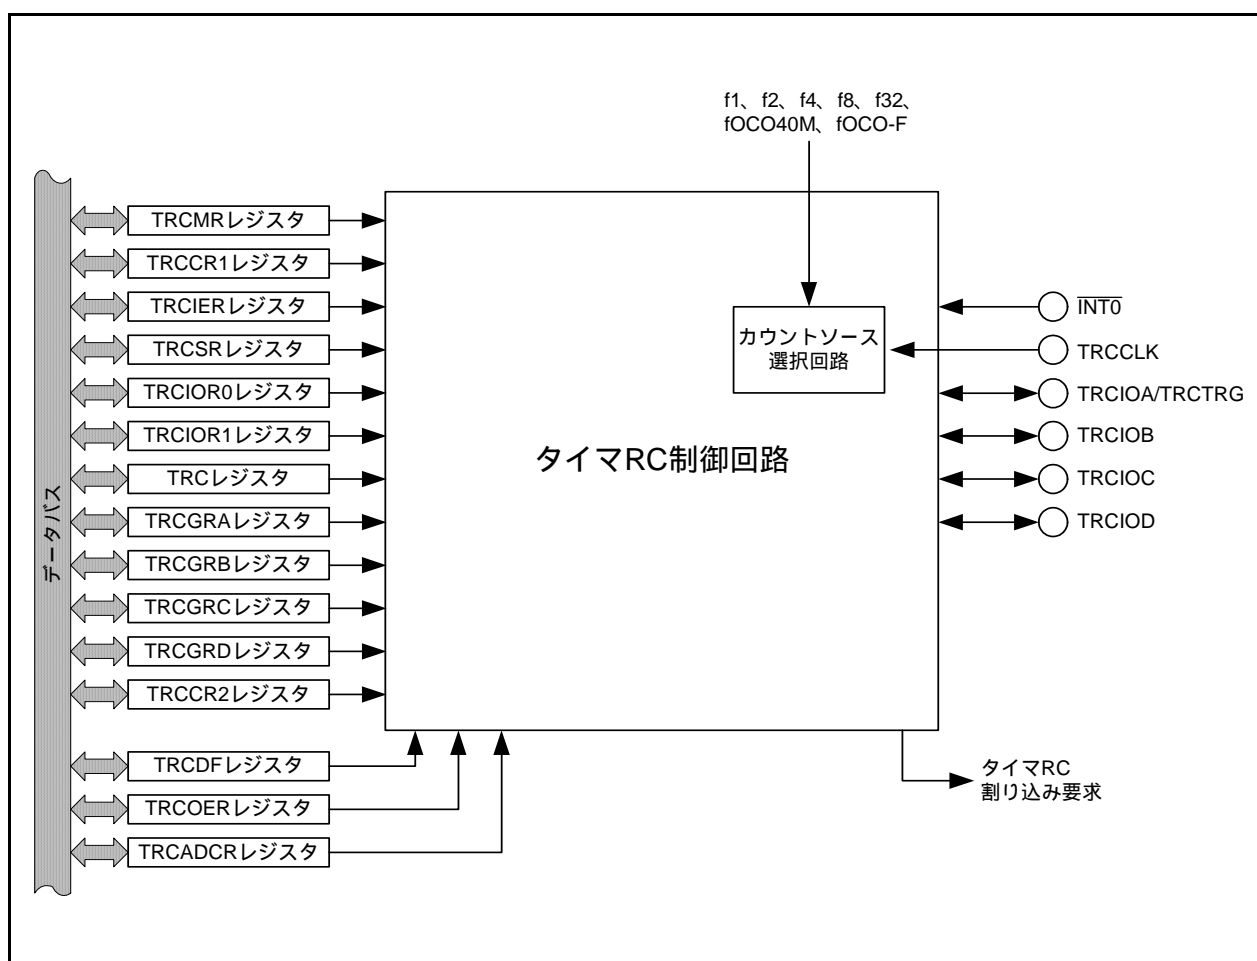 f1、f2、f4、f8、f32、
fOCO40M、fOCO-F
データバス
TRCMRレジスタ
TRCCR1レジスタ
TRCIERレジスタ
TRCSRレジスタ
TRCIOR0レジスタ
TRCIOR1レジスタ
TRCレジスタ
TRCGRAレジスタ
TRCGRBレジスタ
TRCGRCレジスタ
TRCGRDレジスタ
TRCCR2レジスタ
TRCDFレジスタ
TRCOERレジスタ
TRCADCRレジスタ
カウントソース
選択回路
タイマRC制御回路
INT0
TRCCLK
TRCIOA/TRCTRG
TRCIOB
TRCIOC
TRCIOD
タイマRC
割り込み要求